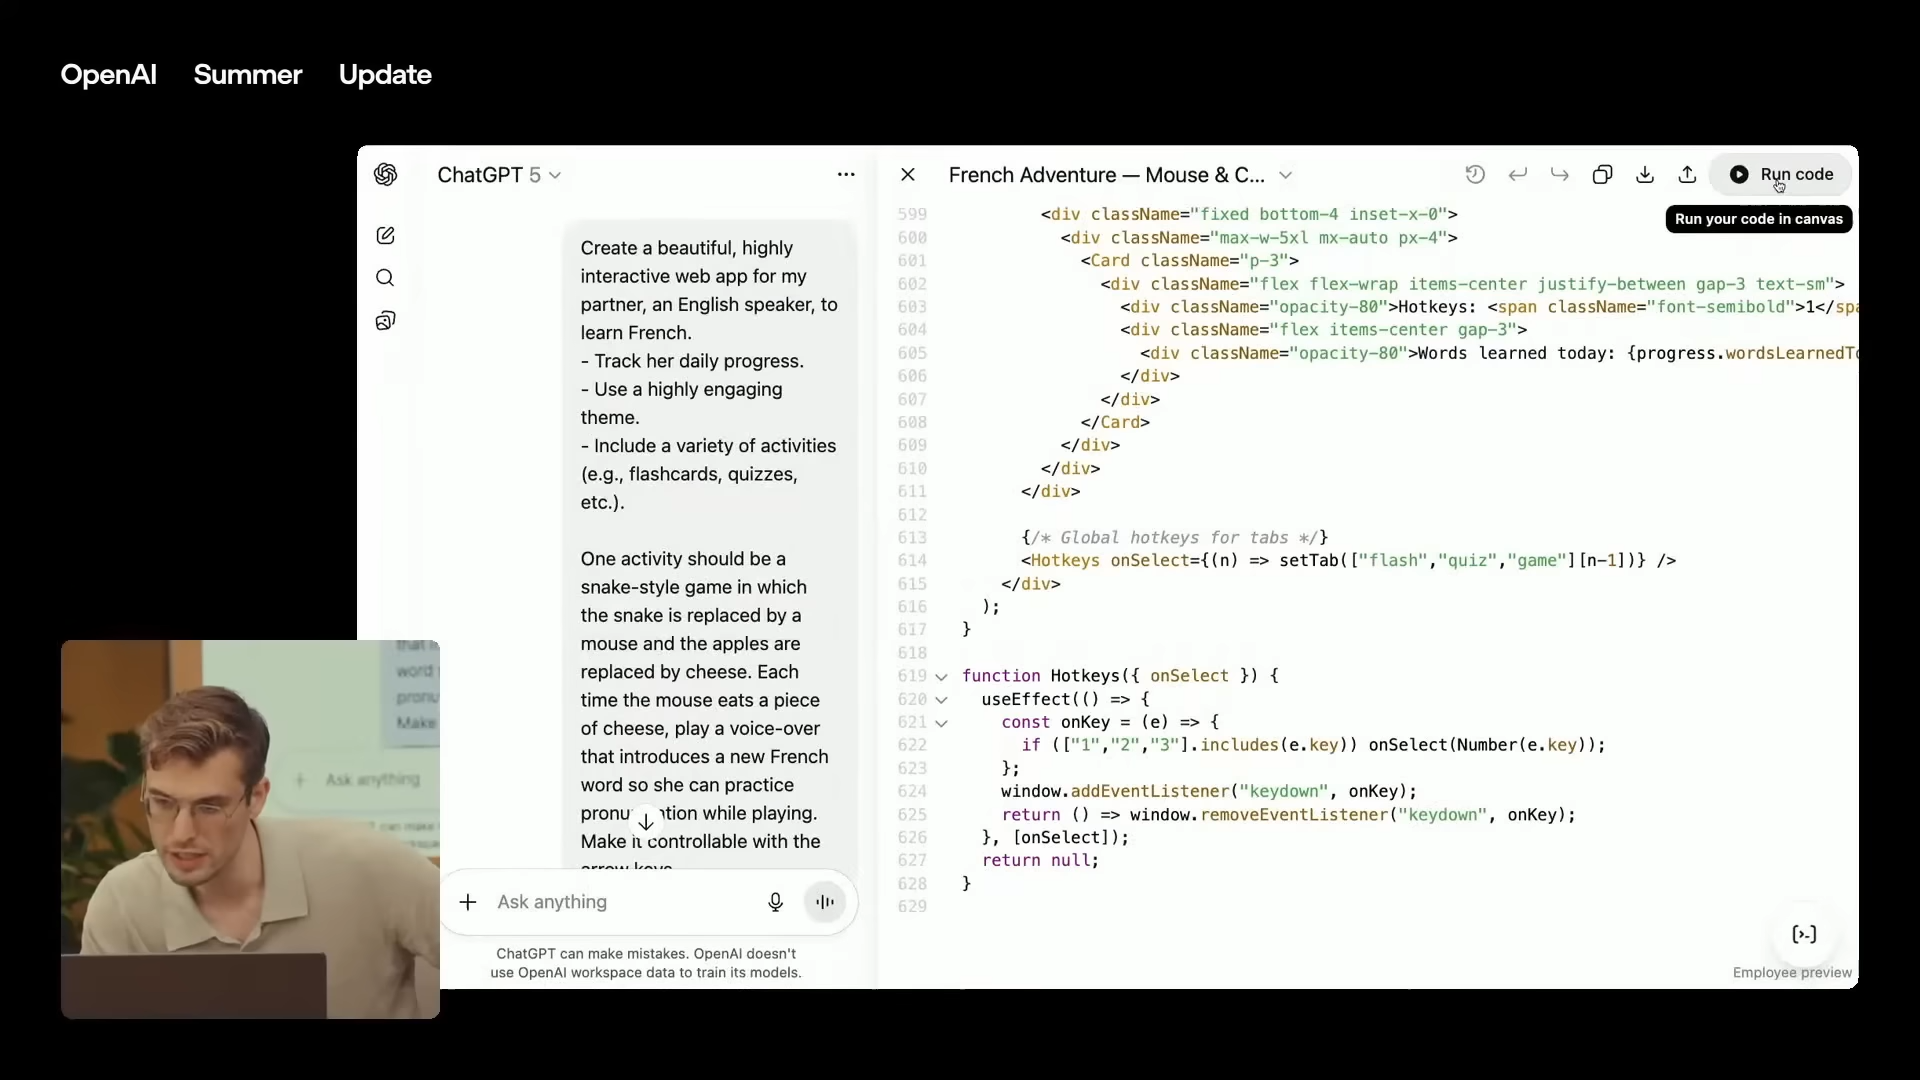 OpenAI Summer Update
ChatGPT 5
French Adventure — Mouse & C...
Run code
Run your code in canvas
Create a beautiful, highly
interactive web app for my
partner, an English speaker, to
learn French.
- Track her daily progress.
- Use a highly engaging
theme.
- Include a variety of activities
(e.g., flashcards, quizzes,
etc.).
One activity should be a
snake-style game in which
the snake is replaced by a
mouse and the apples are
replaced by cheese. Each
time the mouse eats a piece
of cheese, play a voice-over
that introduces a new French
word so she can practice
while playing.
Make it controllable with the
arrow keys
Ask anything
ChatGPT can make mistakes. OpenAI doesn't
use OpenAI workspace data to train its models.
599 <div className="fixed bottom-4 inset-x-0">
600 <div className="max-w-5xl mx-auto px-4">
601 <Card className="p-3">
602 <div className="flex flex-wrap items-center justify-between gap-3 text-sm">
603 <div className="opacity-80">Hotkeys: <span className="font-semibold">1</spa
604 <div className="flex items-center gap-3">
605 <div className="opacity-80">Words learned today: {progress.wordsLearnedTo
606 </div>
607 </div>
608 </Card>
609 </div>
610 </div>
611 </div>
612
613 {/* Global hotkeys for tabs */}
614 <Hotkeys onSelect={(n) => setTab(["flash","quiz","game"][n-1])} />
615 </div>
616 );
617 }
618
619 function Hotkeys({ onSelect }) {
620 useEffect(() => {
621 const onKey = (e) => {
622 if (["1","2","3"].includes(e.key)) onSelect(Number(e.key));
623 };
624 window.addEventListener("keydown", onKey);
625 return () => window.removeEventListener("keydown", onKey);
626 }, [onSelect]);
627 return null;
628 }
629
Employee preview
word
Make
Ask anything